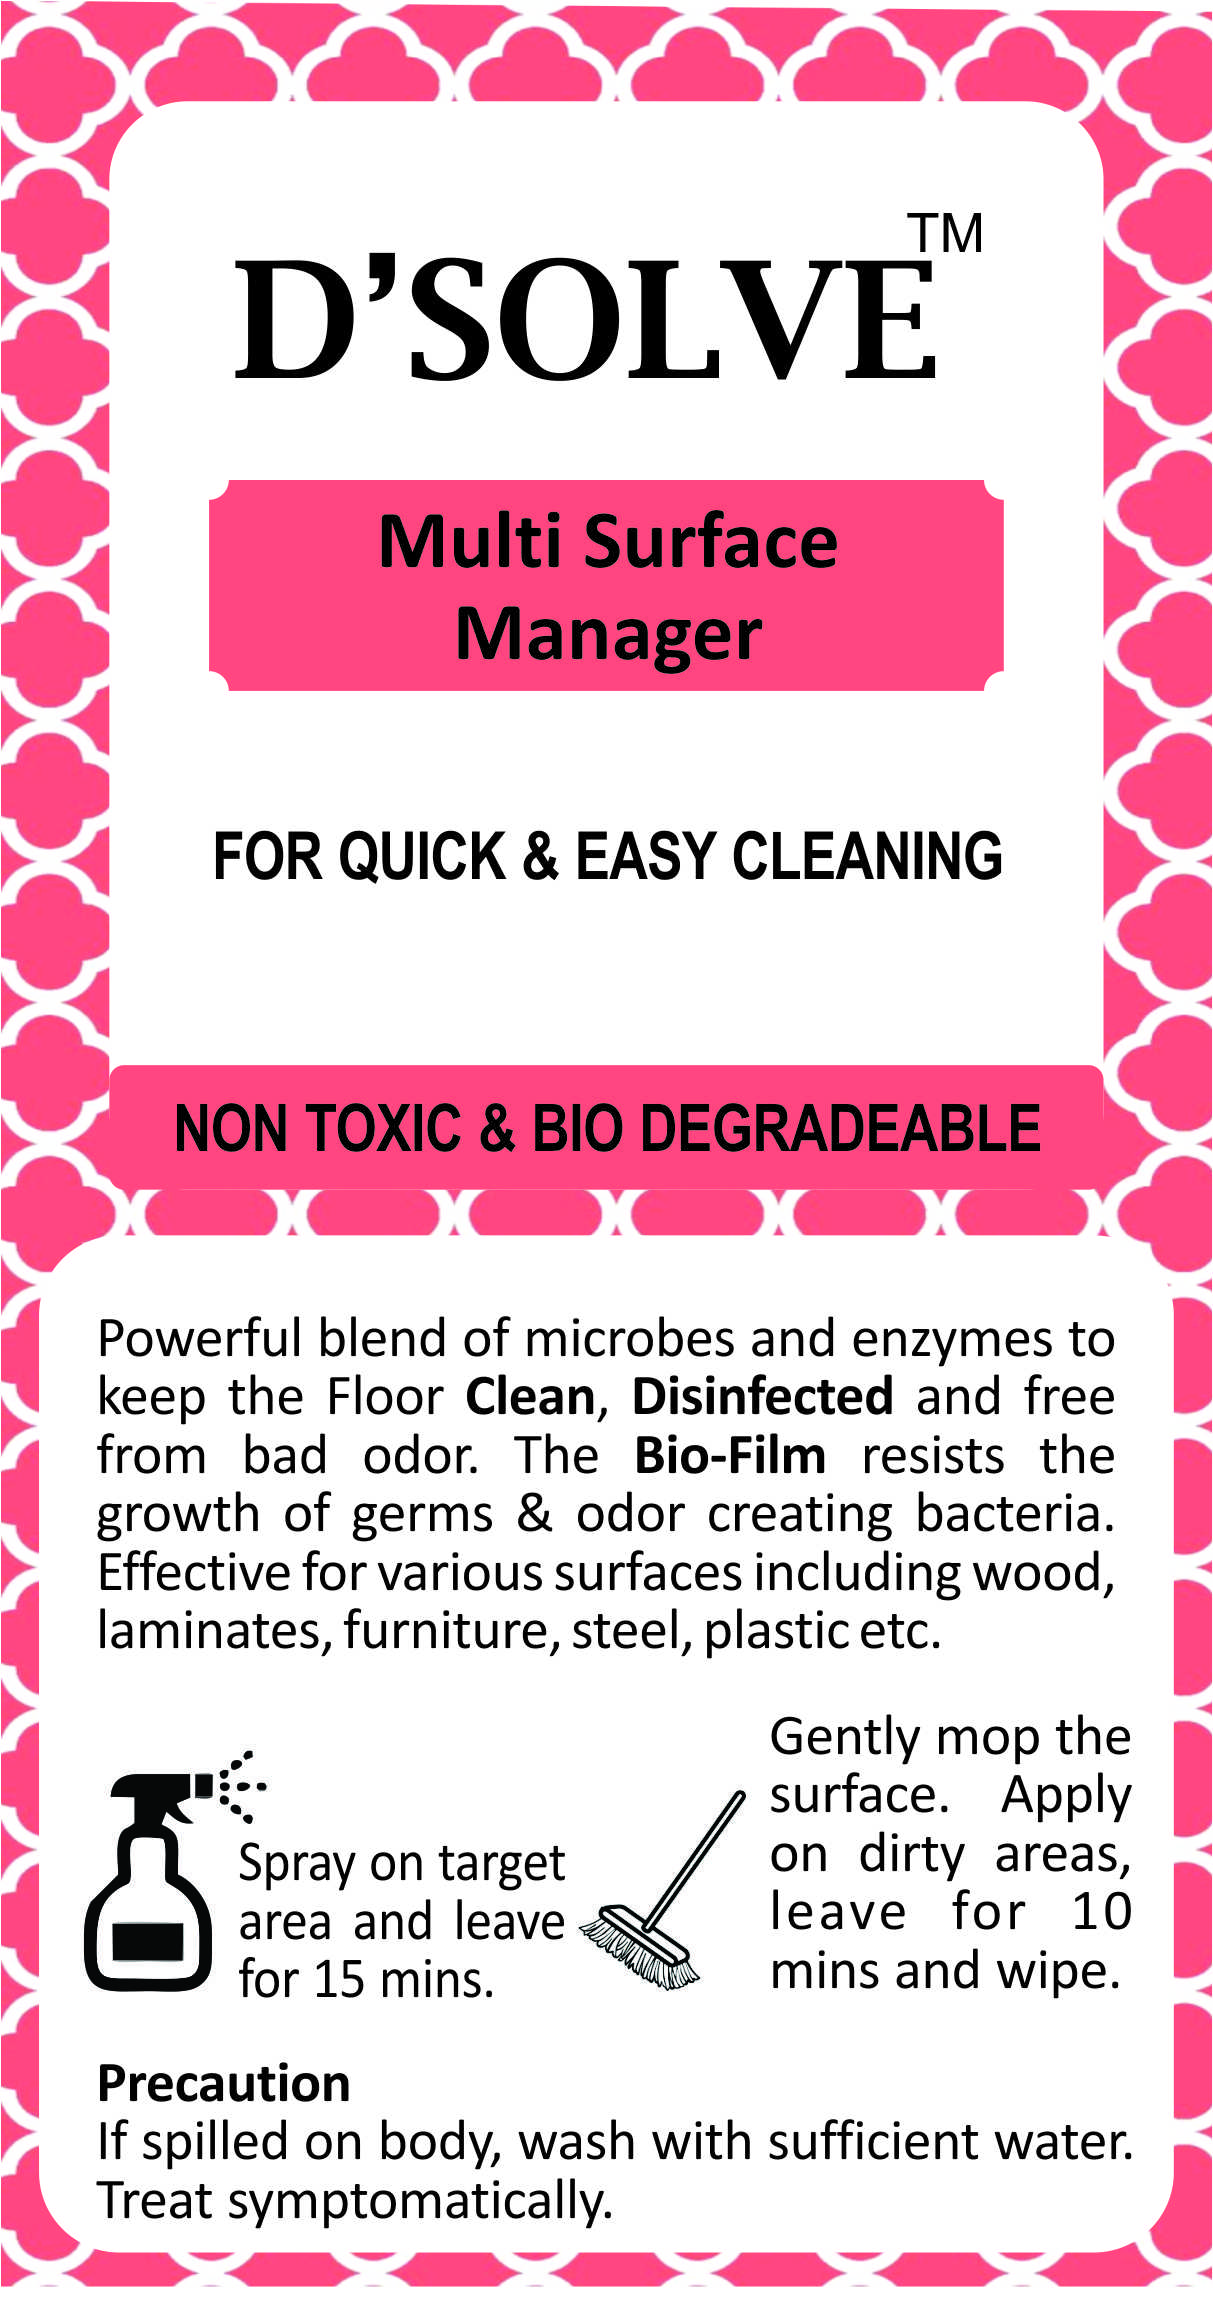 D’SOLVE™
Multi Surface
Manager
FOR QUICK & EASY CLEANING
NON TOXIC & BIO DEGRADEABLE
Powerful blend of microbes and enzymes to
keep the Floor Clean, Disinfected and free
from bad odor. The Bio-Film resists the
growth of germs & odor creating bacteria.
Effective for various surfaces including wood,
laminates, furniture, steel, plastic etc.
Spray on target
area and leave
for 15 mins.
Gently mop the
surface. Apply
on dirty areas,
leave for 10
mins and wipe.
Precaution
If spilled on body, wash with sufficient water.
Treat symptomatically.